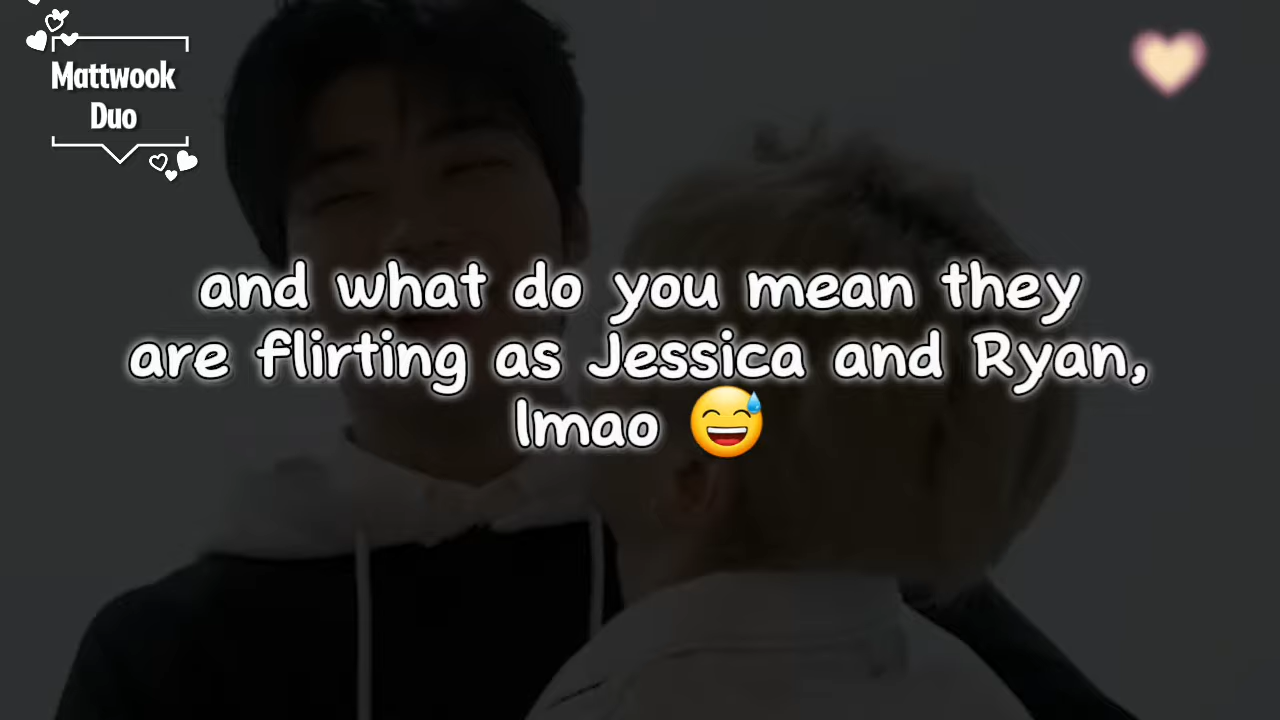 Mattwook
Duo
and what do you mean they
are flirting as Jessica and Ryan,
lmao 😅